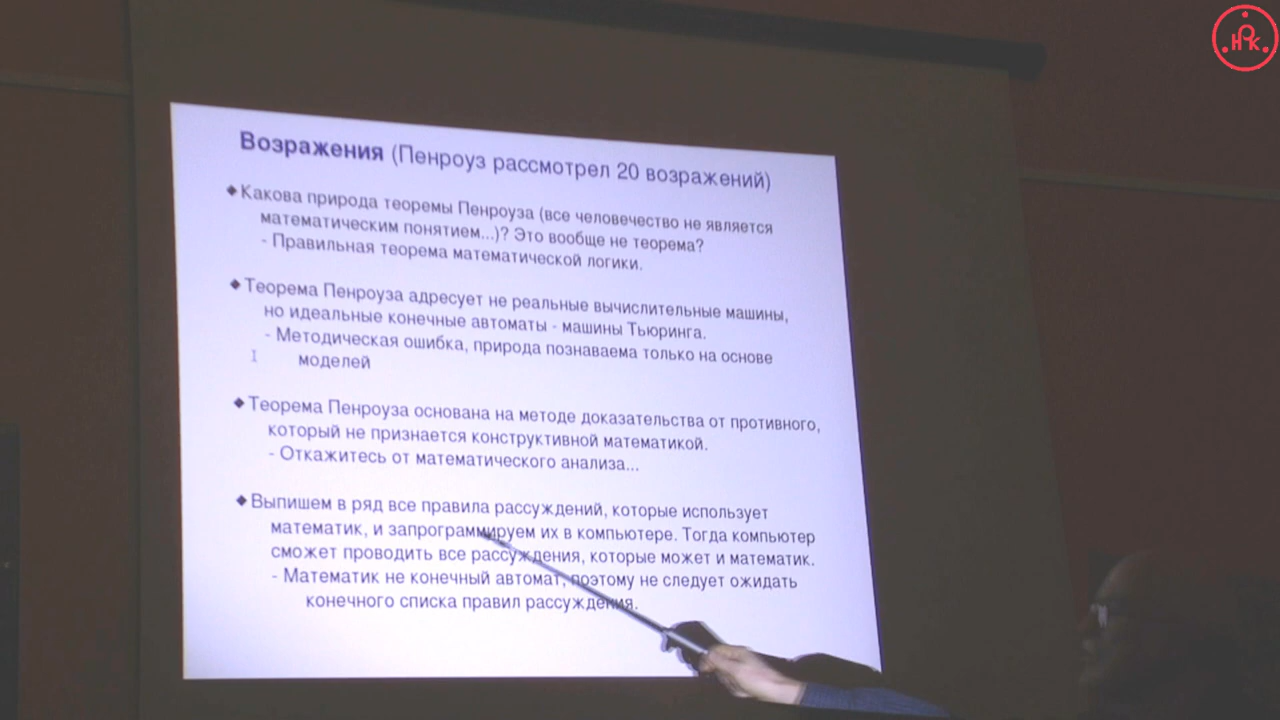 Возражения (Пенроуз рассмотрел 20 возражений)
Какова природа теоремы Пенроуза (все человечество не является
математическим понятием...)? Это вообще не теорема?
- Правильная теорема математической логики.
Теорема Пенроуза адресует не реальные вычислительные машины,
но идеальные конечные автоматы - машины Тьюринга.
- Методическая ошибка, природа познаваема только на основе
моделей
Теорема Пенроуза основана на методе доказательства от противного,
который не признается конструктивной математикой.
- Откажитесь от математического анализа...
Выпишем в ряд все правила рассуждений, которые использует
математик, и запрограммируем их в компьютере. Тогда компьютер
сможет проводить все рассуждения, которые может и математик.
- Математик не конечный автомат, поэтому не следует ожидать
конечного списка правил рассуждения.
НРК